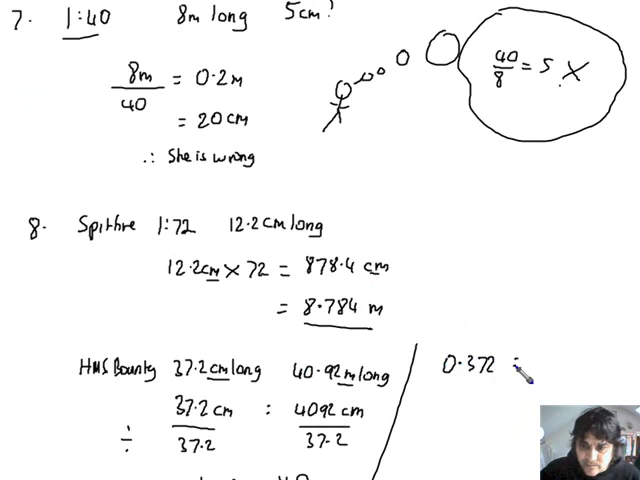 7. 1:40 8m long 5cm?
8m/40 = 0.2m
= 20cm
∴ She is wrong
40/8 = 5 X
8. Spitfire 1:72 12.2cm long
12.2cm × 72 = 878.4 cm
= 8.784 m
HMS Bounty 37.2cm long 40.92m long
÷ 37.2cm/37.2 : 4092cm/37.2
0.372 :